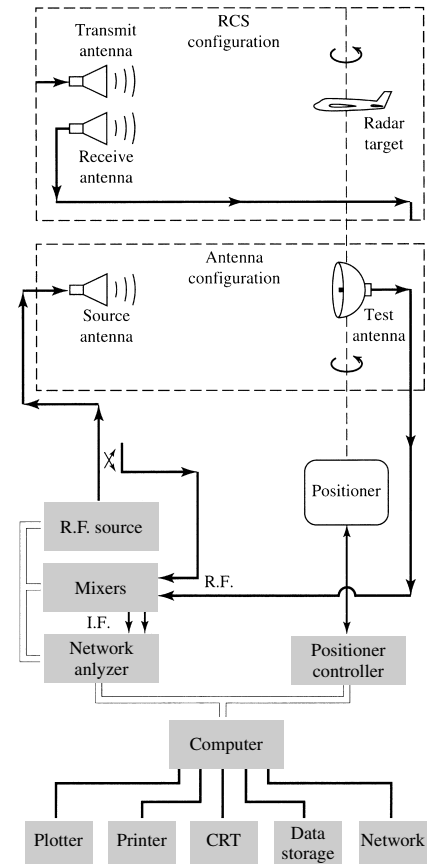 RCS
configuration
Transmit
antenna
Radar
target
Receive
antenna
Antenna
configuration
Source
antenna
Test
antenna
Positioner
R.F. source
Mixers
R.F.
I.F.
Network
anlyzer
Positioner
controller
Computer
Plotter
Printer
CRT
Data
storage
Network